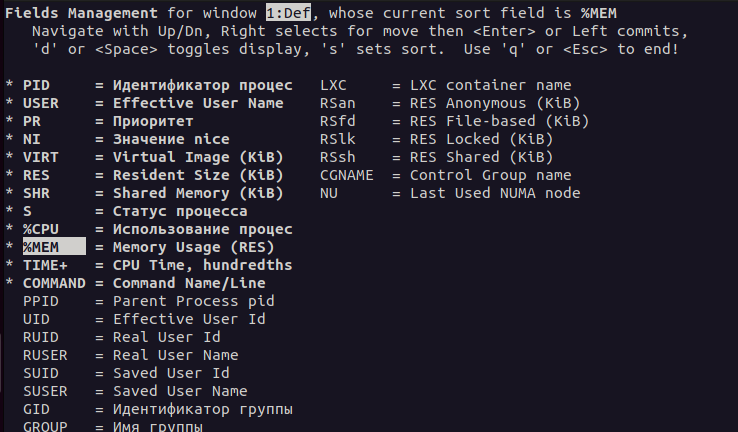 Fields Management for window 1:Def, whose current sort field is %MEM
Navigate with Up/Dn, Right selects for move then <Enter> or Left commits,
'd' or <Space> toggles display, 's' sets sort.  Use 'q' or <Esc> to end!
* PID     = Идентификатор процес   LXC     = LXC container name
* USER    = Effective User Name    RSan    = RES Anonymous (KiB)
* PR      = Приоритет              RSfd    = RES File-based (KiB)
* NI      = Значение nice          RSlk    = RES Locked (KiB)
* VIRT    = Virtual Image (KiB)    RSsh    = RES Shared (KiB)
* RES     = Resident Size (KiB)    CGNAME  = Control Group name
* SHR     = Shared Memory (KiB)    NU      = Last Used NUMA node
* S       = Статус процесса
* %CPU    = Использование процес
* %MEM    = Memory Usage (RES)
* TIME+   = CPU Time, hundredths
* COMMAND = Command Name/Line
PPID    = Parent Process pid
UID     = Effective User Id
RUID    = Real User Id
RUSER   = Real User Name
SUID    = Saved User Id
SUSER   = Saved User Name
GID     = Идентификатор группы
GROUP   = Имя группы